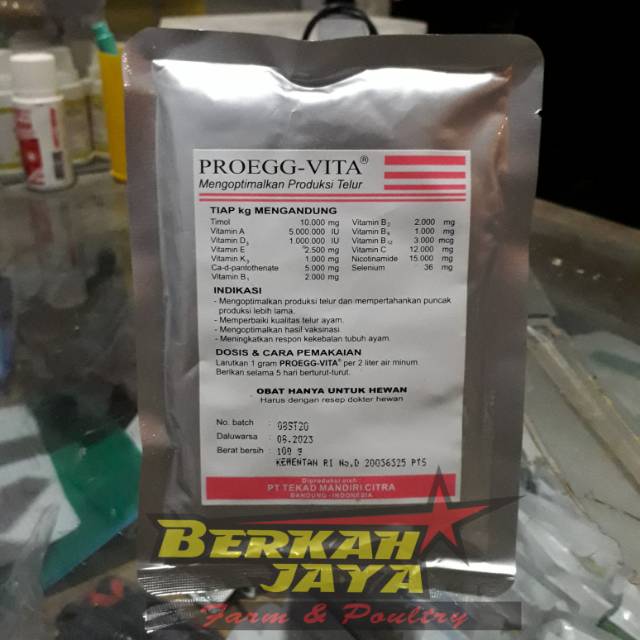 PROEGG-VITA®
Mengoptimalkan Produksi Telur
TIAP kg MENGANDUNG
Timol 10.000 mg
Vitamin A 5.000.000 IU
Vitamin D3 1.000.000 IU
Vitamin E 2.500 mg
Vitamin K3 1.000 mg
Ca-d-pantothenate 5.000 mg
Vitamin B1 2.000 mg
Vitamin B2 2.000 mg
Vitamin B6 1.000 mg
Vitamin B12 3.000 mcg
Vitamin C 12.000 mg
Nicotinamide 15.000 mg
Selenium 36 mg
INDIKASI
- Mengoptimalkan produksi telur dan mempertahankan puncak
produksi lebih lama.
- Memperbaiki kualitas telur ayam.
- Mengoptimalkan hasil vaksinasi.
- Meningkatkan respon kekebalan tubuh ayam.
DOSIS & CARA PEMAKAIAN
Larutkan 1 gram PROEGG-VITA® per 2 liter air minum.
Berikan selama 5 hari berturut-turut.
OBAT HANYA UNTUK HEWAN
Harus dengan resep dokter hewan
No. batch : 08ST20
Daluwarsa : 08.2023
Berat bersih : 100 g
KEMENTAN RI No.D 20036325 PTS
Diproduksi oleh :
PT TEKAD MANDIRI CITRA
BANDUNG - INDONESIA
BERKAH
JAYA
Farm & Poultry